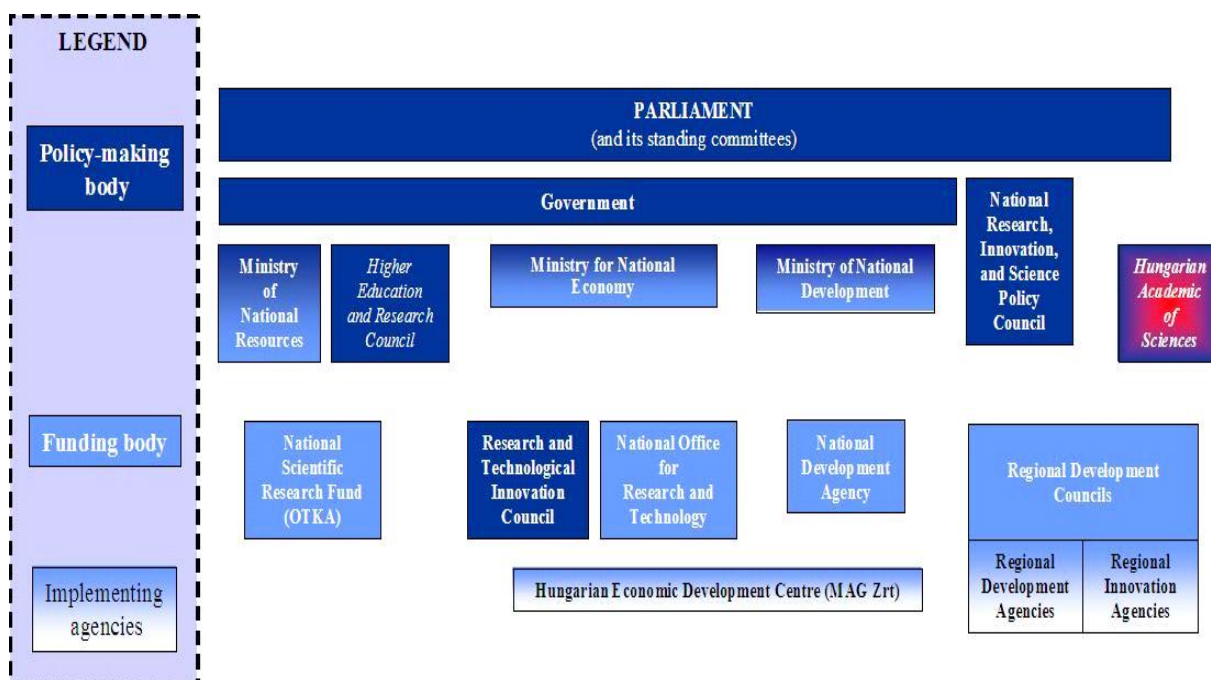 LEGEND
Policy-making
body
Funding body
Implementing
agencies
PARLIAMENT
(and its standing committees)
Government
National
Research,
Innovation,
and Science
Policy
Council
Ministry
of
National
Resources
Higher
Education
and Research
Council
Ministry for National
Economy
Ministry of National
Development
Hungarian
Academic
of
Sciences
National
Scientific
Research Fund
(OTKA)
Research and
Technological
Innovation
Council
National Office
for
Research and
Technology
National
Development
Agency
Regional Development
Councils
Hungarian Economic Development Centre (MAG Zrt)
Regional
Development
Agencies
Regional
Innovation
Agencies